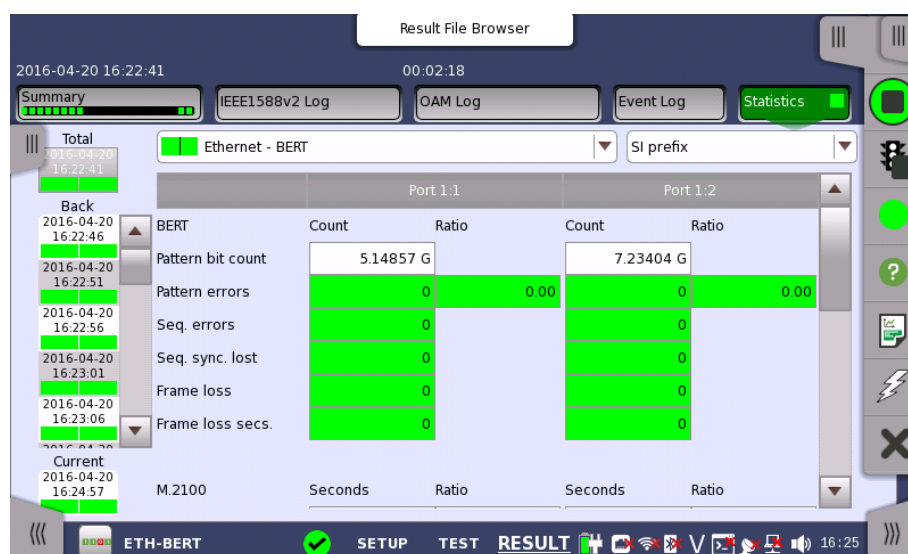 Result File Browser
2016-04-20 16:22:41 00:02:18
Summary IEEE1588v2 Log OAM Log Event Log Statistics
Total
2016-04-20
16:22:41
Ethernet - BERT SI prefix
Port 1:1 Port 1:2
Back
2016-04-20
16:22:46
2016-04-20
16:22:51
2016-04-20
16:22:56
2016-04-20
16:23:01
2016-04-20
16:23:06
BERT Count Ratio Count Ratio
Pattern bit count 5.14857 G 7.23404 G
Pattern errors 0 0.00 0 0.00
Seq. errors 0 0
Seq. sync. lost 0 0
Frame loss 0 0
Frame loss secs. 0 0
Current
2016-04-20
16:24:57
M.2100 Seconds Ratio Seconds Ratio
ETH-BERT SETUP TEST RESULT V 16:25